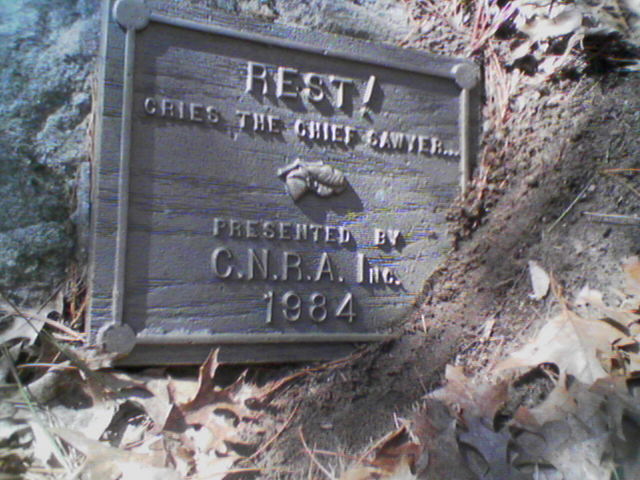 REST!
CRIES THE CHIEF SAWYER...
PRESENTED BY
C.N.R.A. INC.
1984